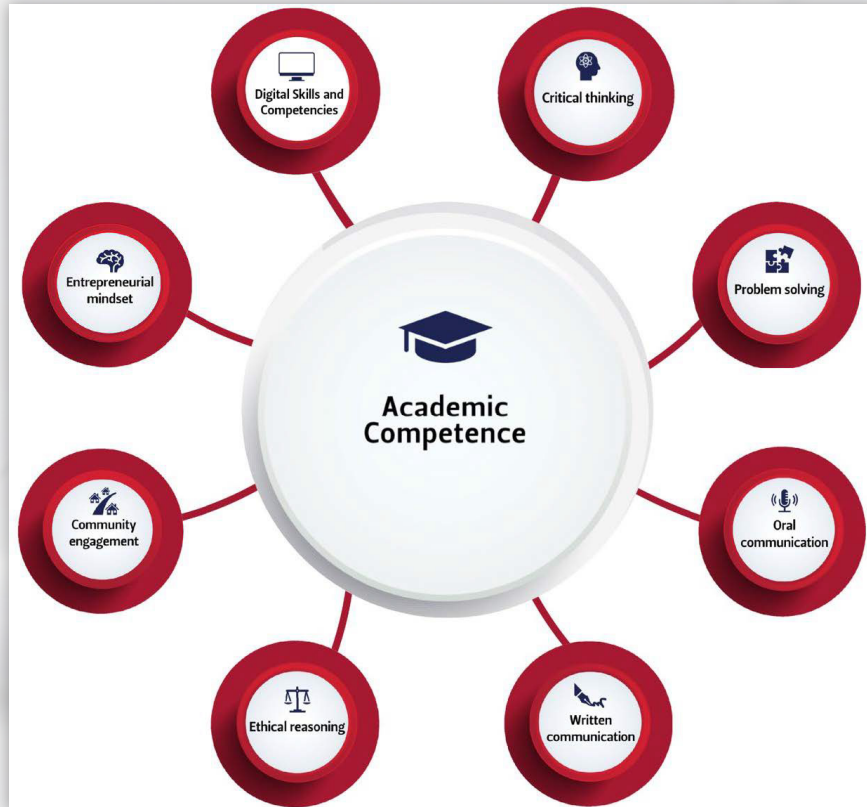 Digital Skills and
Competencies
Critical thinking
Entrepreneurial
mindset
Problem solving
Academic
Competence
Community
engagement
Oral
communication
Ethical reasoning
Written
communication